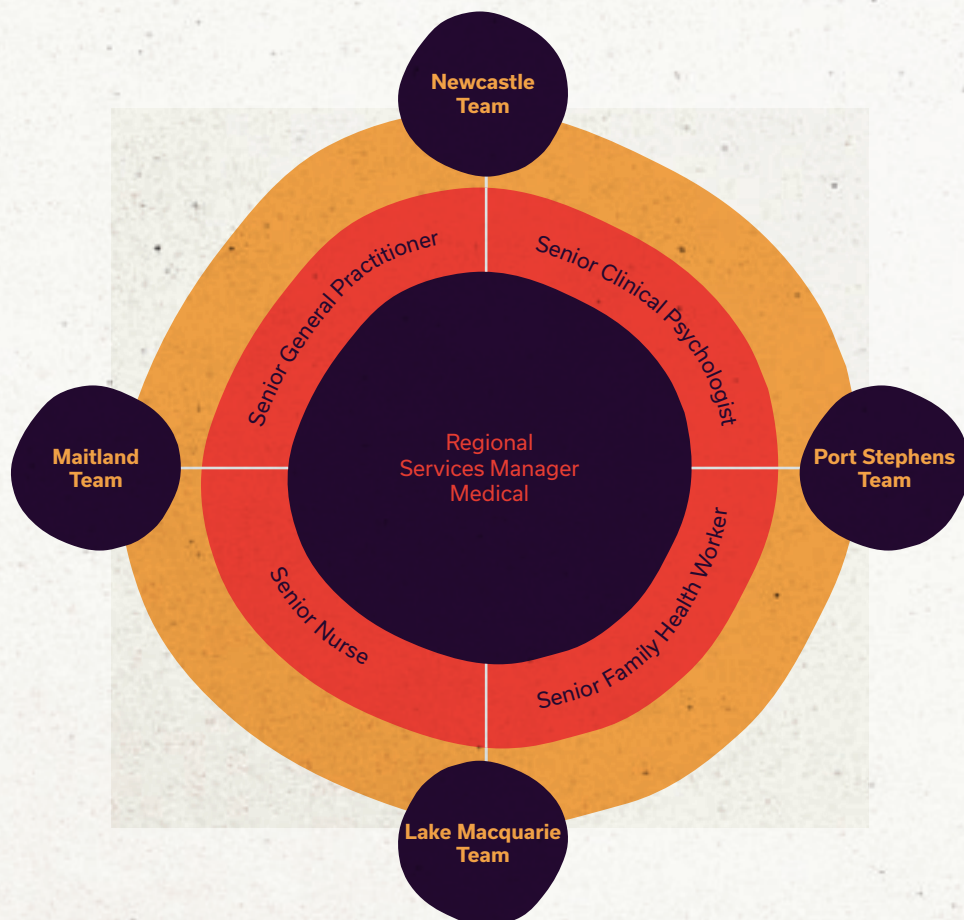 Newcastle
Team
Senior General Practitioner
Senior Clinical Psychologist
Maitland
Team
Regional
Services Manager
Medical
Port Stephens
Team
Senior Nurse
Senior Family Health Worker
Lake Macquarie
Team